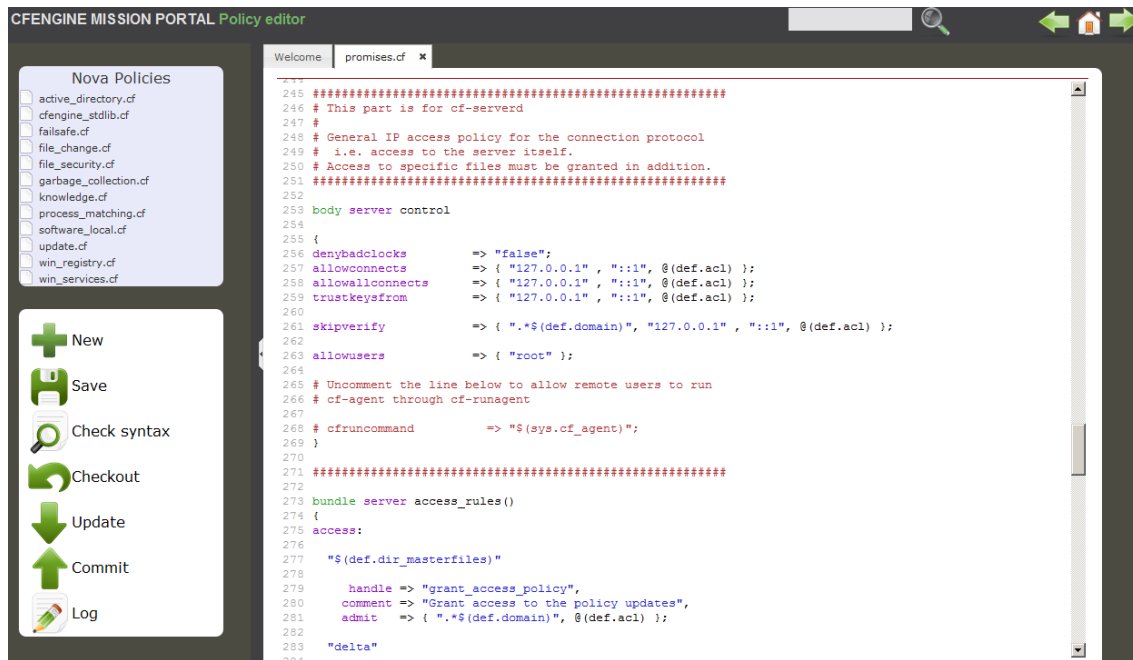 CFENGINE MISSION PORTAL Policy editor
Welcome promises.cf ×
Nova Policies
active_directory.cf
cfengine_stdlib.cf
failsafe.cf
file_change.cf
file_security.cf
garbage_collection.cf
knowledge.cf
process_matching.cf
software_local.cf
update.cf
win_registry.cf
win_services.cf
New
Save
Check syntax
Checkout
Update
Commit
Log
245 #########################################################
246 # This part is for cf-serverd
247 #
248 # General IP access policy for the connection protocol
249 #  i.e. access to the server itself.
250 # Access to specific files must be granted in addition.
251 #########################################################
252
253 body server control
254
255 {
256 denybadclocks         => "false";
257 allowconnects         => { "127.0.0.1" , "::1", @(def.acl) };
258 allowallconnects      => { "127.0.0.1" , "::1", @(def.acl) };
259 trustkeysfrom         => { "127.0.0.1" , "::1", @(def.acl) };
260
261 skipverify            => { ".*$(def.domain)", "127.0.0.1" , "::1", @(def.acl) };
262
263 allowusers            => { "root" };
264
265 # Uncomment the line below to allow remote users to run
266 # cf-agent through cf-runagent
267
268 # cfruncommand          => "$(sys.cf_agent)";
269 }
270
271 #########################################################
272
273 bundle server access_rules()
274 {
275 access:
276
277   "$(def.dir_masterfiles)"
278
279      handle => "grant_access_policy",
280     comment => "Grant access to the policy updates",
281     admit   => { ".*$(def.domain)", @(def.acl) };
282
283   "delta"